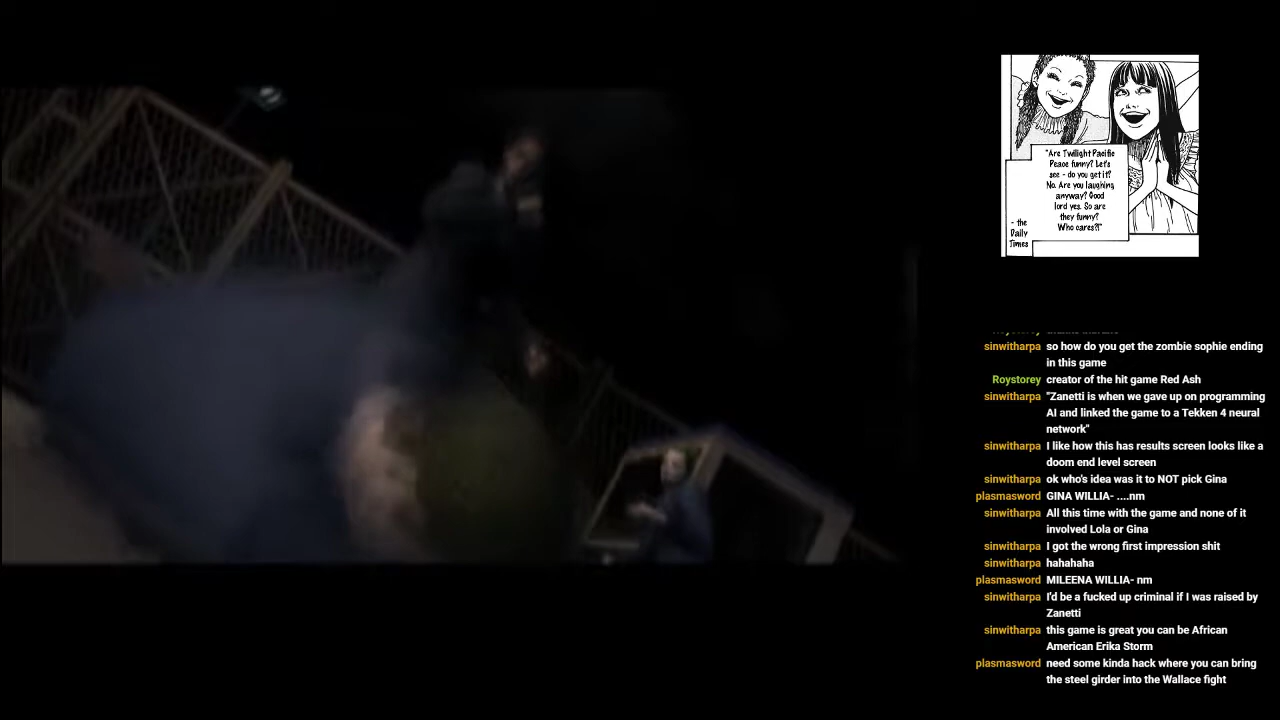 "Are Twilight Pacific
Peace funny? Let's
see - do you get it?
No. Are you laughing
anyway? Good
lord yes. So are
they funny?
Who cares?!"
- the
Daily
Times
sinwitharpa so how do you get the zombie sophie ending
in this game
Roystorey creator of the hit game Red Ash
sinwitharpa "Zanetti is when we gave up on programming
AI and linked the game to a Tekken 4 neural
network"
sinwitharpa I like how this has results screen looks like a
doom end level screen
sinwitharpa ok who's idea was it to NOT pick Gina
plasmasword GINA WILLIA- ....nm
sinwitharpa All this time with the game and none of it
involved Lola or Gina
sinwitharpa I got the wrong first impression shit
sinwitharpa hahahaha
plasmasword MILEENA WILLIA- nm
sinwitharpa I'd be a fucked up criminal if I was raised by
Zanetti
sinwitharpa this game is great you can be African
American Erika Storm
plasmasword need some kinda hack where you can bring
the steel girder into the Wallace fight